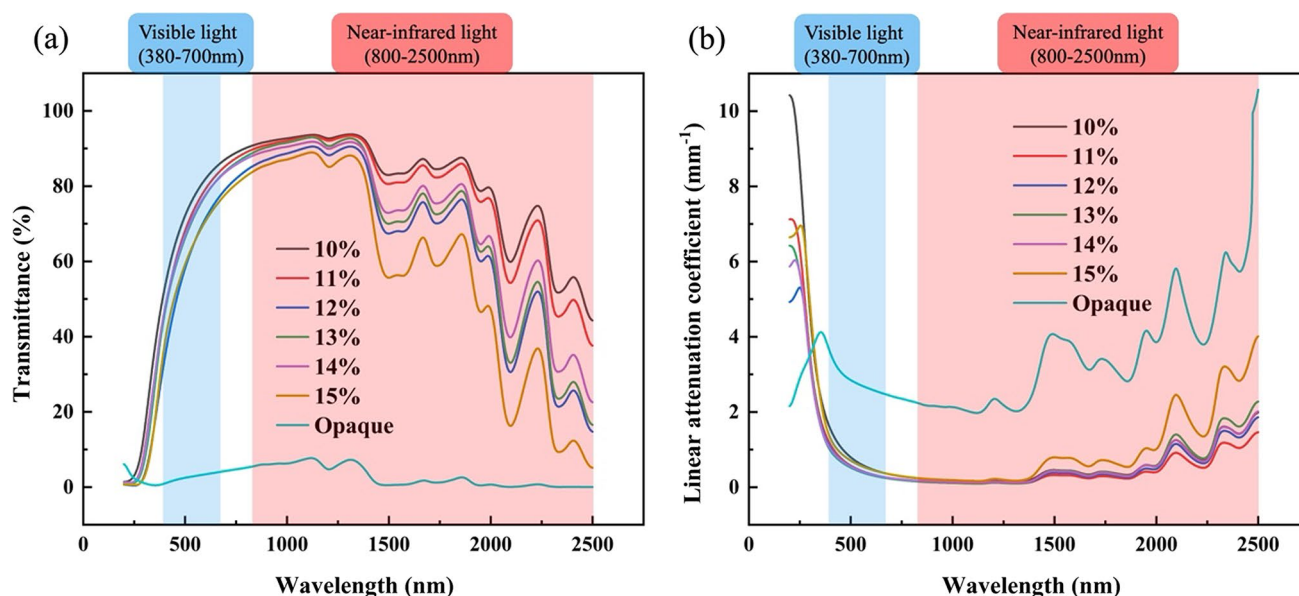 (a)
Visible light
(380-700nm)
Near-infrared light
(800-2500nm)
Transmittance (%)
100
80
60
40
20
0
10%
11%
12%
13%
14%
15%
Opaque
0
500
1000
1500
2000
2500
Wavelength (nm)
(b)
Visible light
(380-700nm)
Near-infrared light
(800-2500nm)
Linear attenuation coefficient (mm⁻¹)
10
8
6
4
2
0
10%
11%
12%
13%
14%
15%
Opaque
0
500
1000
1500
2000
2500
Wavelength (nm)